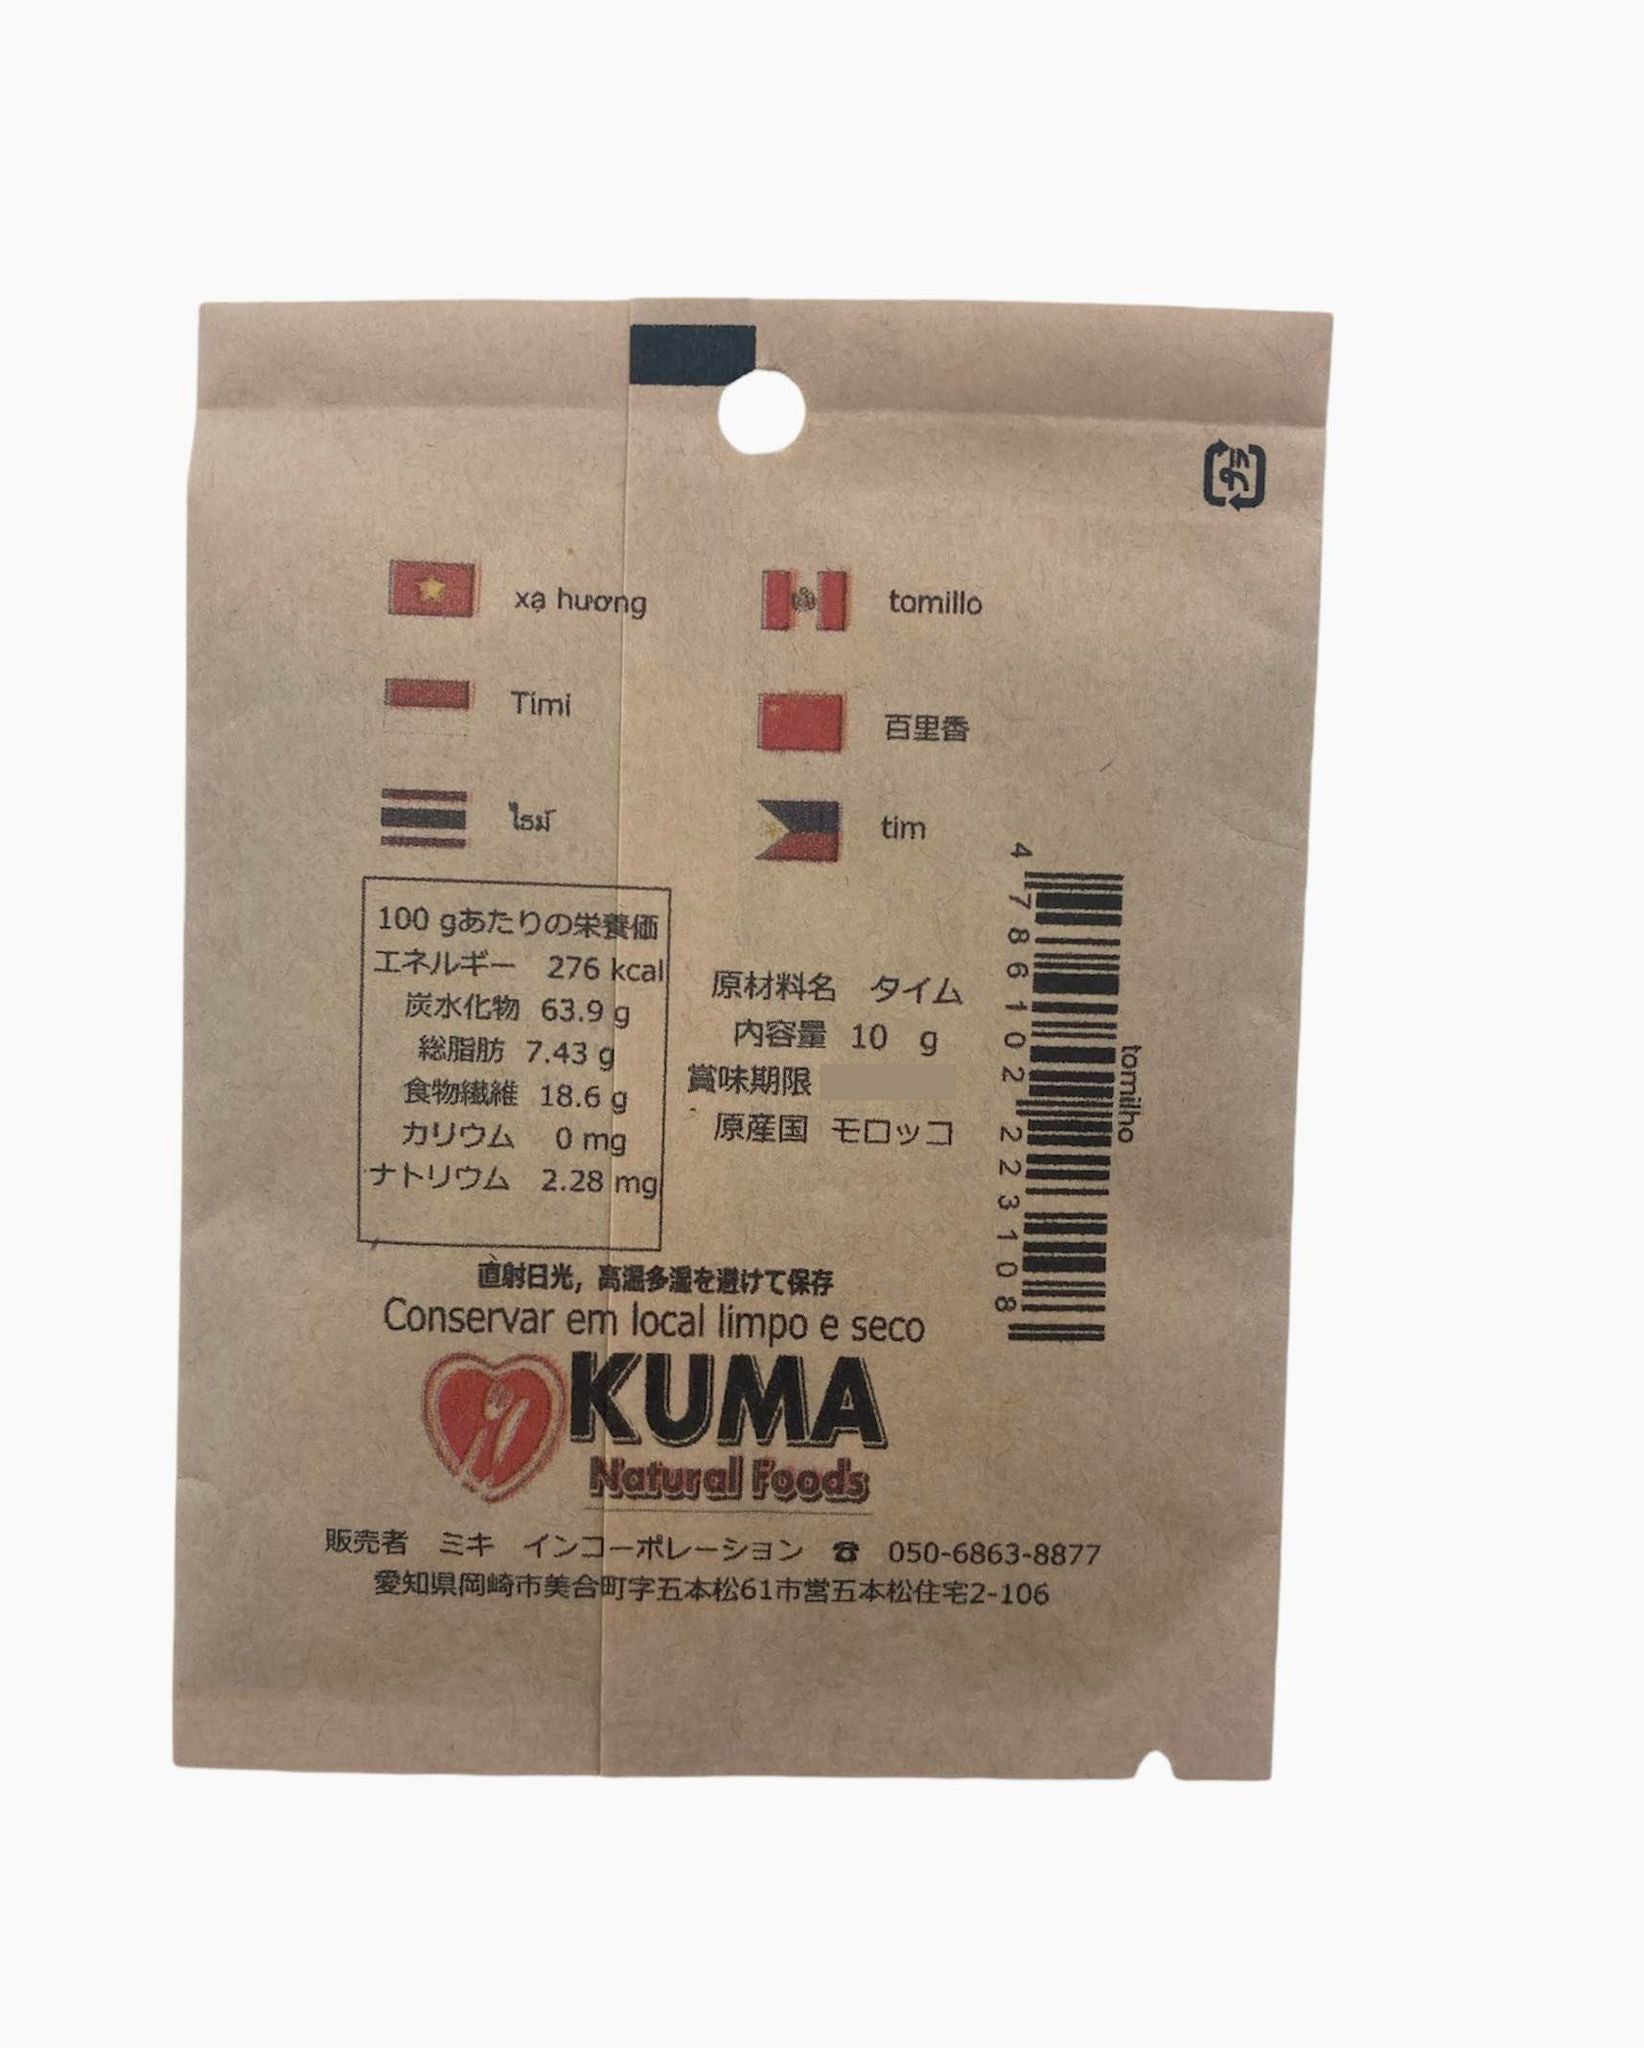 プラ
xạ hương
tomillo
Timi
百里香
ไธม์
tim
100 gあたりの栄養価
エネルギー 276 kcal
炭水化物 63.9 g
総脂肪 7.43 g
食物繊維 18.6 g
カリウム 0 mg
ナトリウム 2.28 mg
原材料名 タイム
内容量 10 g
賞味期限
原産国 モロッコ
4786102223108
tomilho
直射日光，高温多湿を避けて保存
Conservar em local limpo e seco
KUMA
Natural Foods
販売者 ミキ インコーポレーション ☎ 050-6863-8877
愛知県岡崎市美合町字五本松61市営五本松住宅2-106